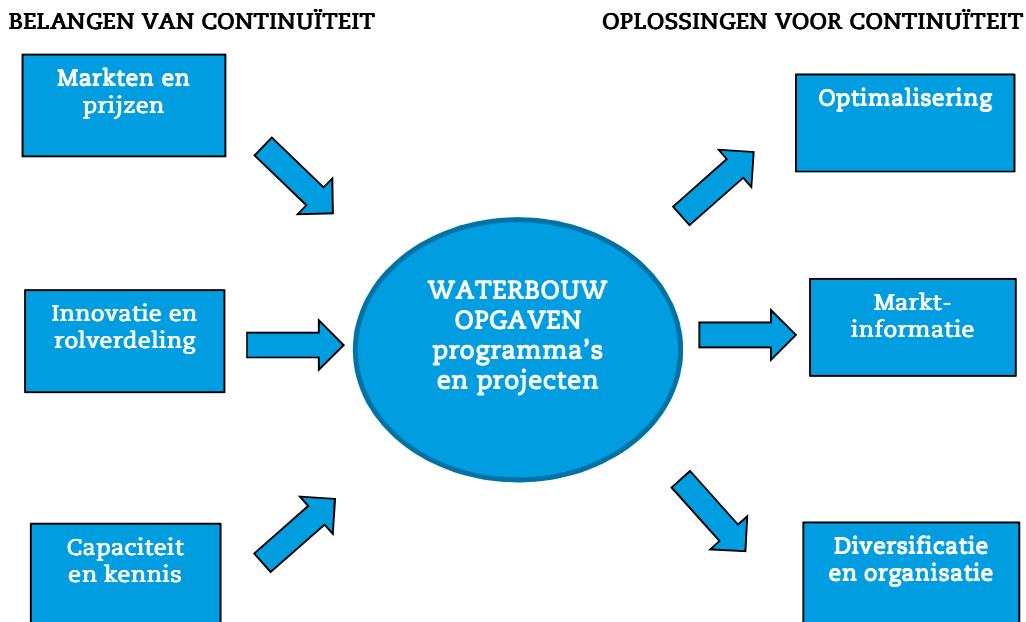 BELANGEN VAN CONTINUÏTEIT
OPLOSSINGEN VOOR CONTINUÏTEIT
Markten en
prijzen
Optimalisering
Innovatie en
rolverdeling
WATERBOUW
OPGAVEN
programma's
en projecten
Markt-
informatie
Capaciteit
en kennis
Diversificatie
en organisatie